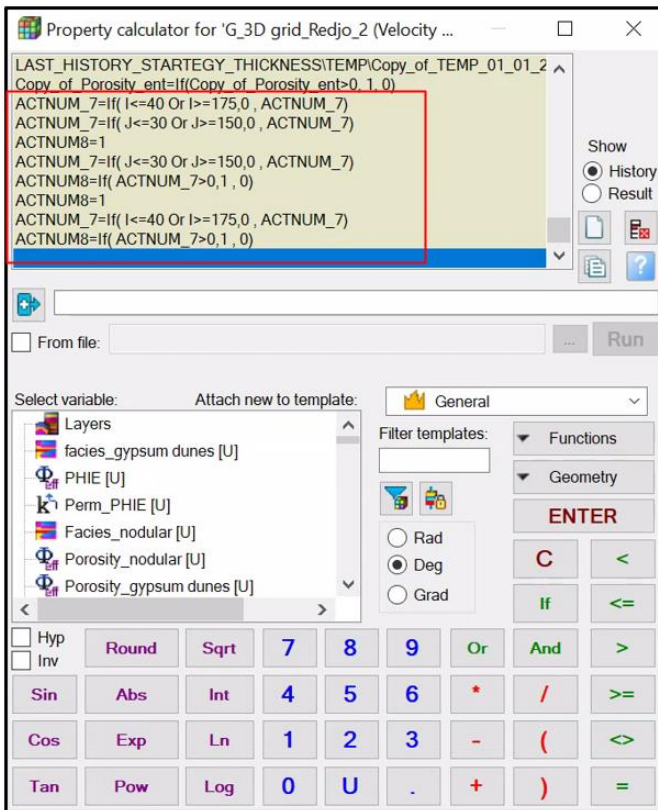 Property calculator for 'G_3D grid_Redjo_2 (Velocity ...
LAST_HISTORY_STARTEGY_THICKNESS\TEMP\Copy_of_TEMP_01_01_2
Copy_of_Porosity_ent=If(Copy_of_Porosity_ent>0, 1, 0)
ACTNUM_7=If( I<=40 Or I>=175,0 , ACTNUM_7)
ACTNUM_7=If( J<=30 Or J>=150,0 , ACTNUM_7)
ACTNUM8=1
ACTNUM_7=If( J<=30 Or J>=150,0 , ACTNUM_7)
ACTNUM8=If( ACTNUM_7>0,1 , 0)
ACTNUM8=1
ACTNUM_7=If( I<=40 Or I>=175,0 , ACTNUM_7)
ACTNUM8=If( ACTNUM_7>0,1 , 0)
Show
History
Result
From file: ... Run
Select variable: Attach new to template: General
Layers
facies_gypsum dunes [U]
PHIE [U]
Perm_PHIE [U]
Facies_nodular [U]
Porosity_nodular [U]
Porosity_gypsum dunes [U]
Filter templates:
Rad
Deg
Grad
Functions
Geometry
ENTER
C <
If <=
Hyp
Inv
Round Sqrt 7 8 9 Or And >
Sin Abs Int 4 5 6 * / >=
Cos Exp Ln 1 2 3 - ( <>
Tan Pow Log 0 U . + ) =